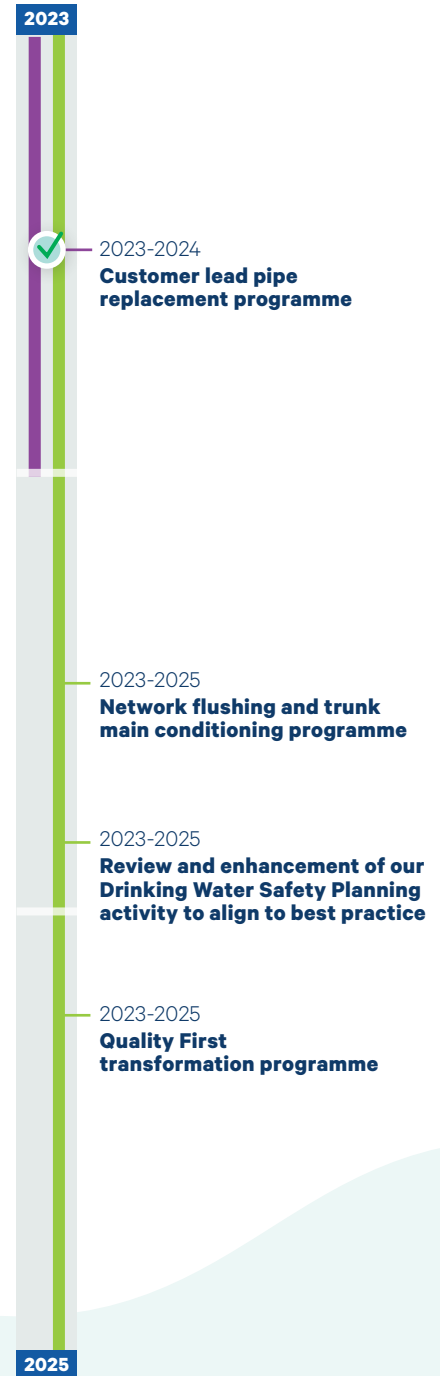 2023
2023-2024
Customer lead pipe
replacement programme
2023-2025
Network flushing and trunk
main conditioning programme
2023-2025
Review and enhancement of our
Drinking Water Safety Planning
activity to align to best practice
2023-2025
Quality First
transformation programme
2025